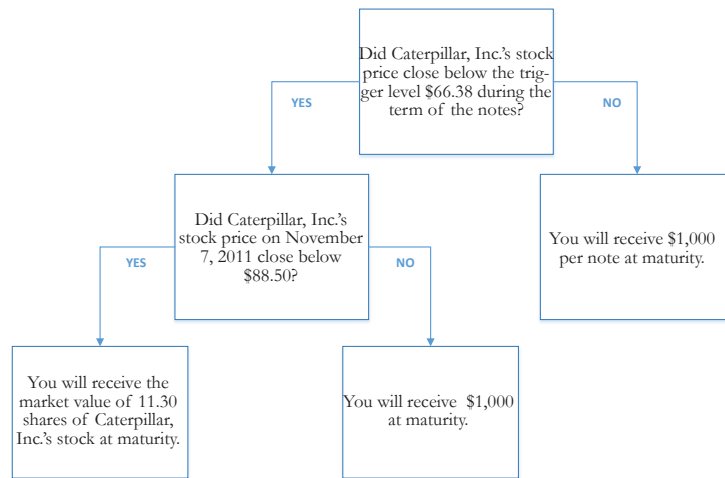 Did Caterpillar, Inc.'s stock
price close below the trig-
ger level $66.38 during the
term of the notes?
YES
NO
Did Caterpillar, Inc.'s
stock price on November
7, 2011 close below
$88.50?
You will receive $1,000
per note at maturity.
YES
NO
You will receive the
market value of 11.30
shares of Caterpillar,
Inc.'s stock at maturity.
You will receive $1,000
at maturity.